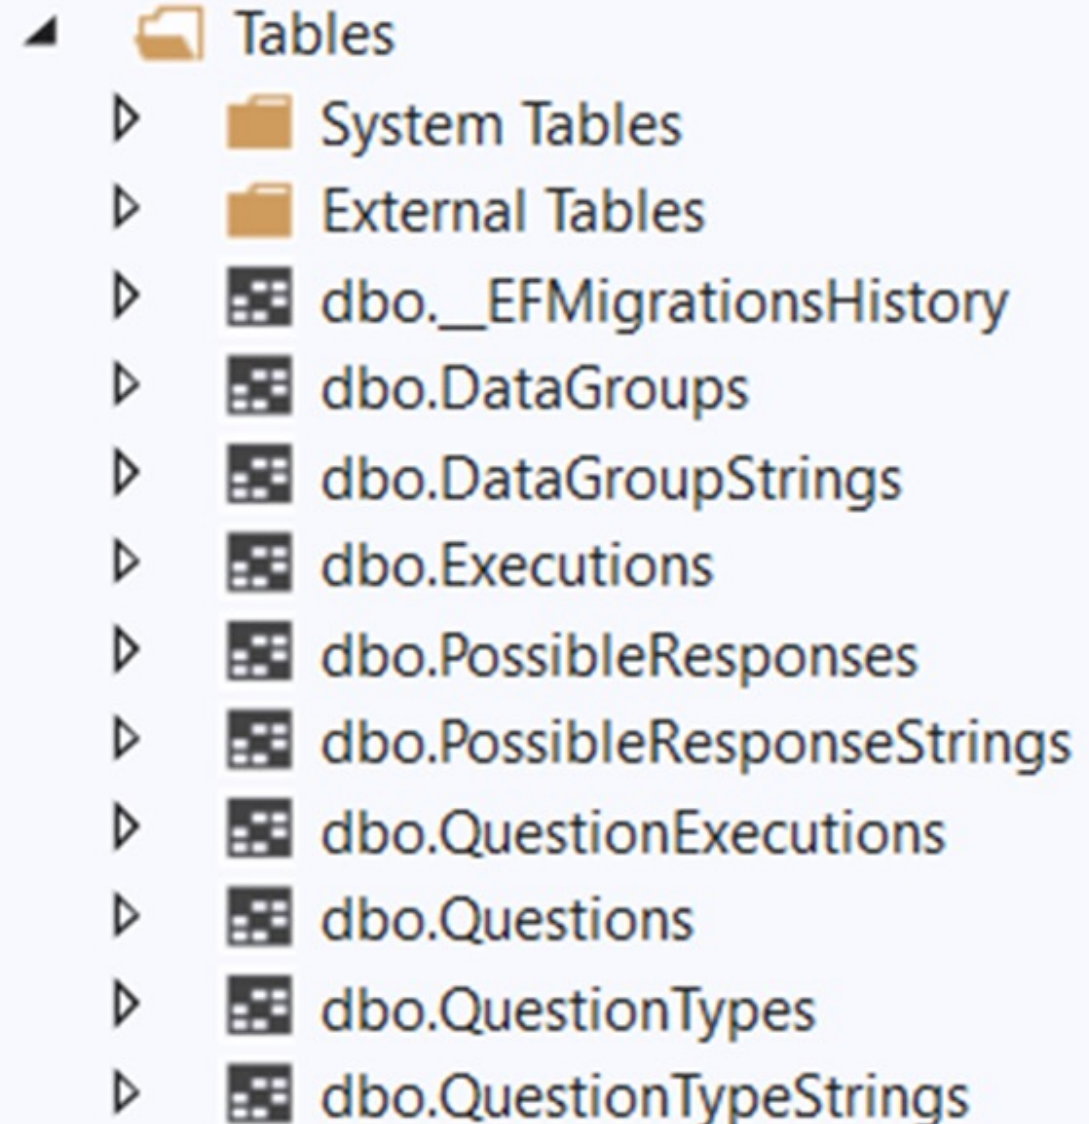 Tables
System Tables
External Tables
dbo.__EFMigrationsHistory
dbo.DataGroups
dbo.DataGroupStrings
dbo.Executions
dbo.PossibleResponses
dbo.PossibleResponseStrings
dbo.QuestionExecutions
dbo.Questions
dbo.QuestionTypes
dbo.QuestionTypeStrings